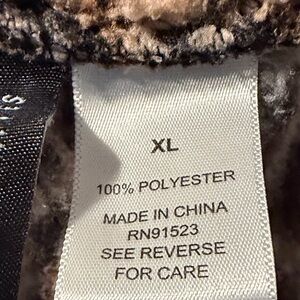 XL
100% POLYESTER
MADE IN CHINA
RN91523
SEE REVERSE
FOR CARE